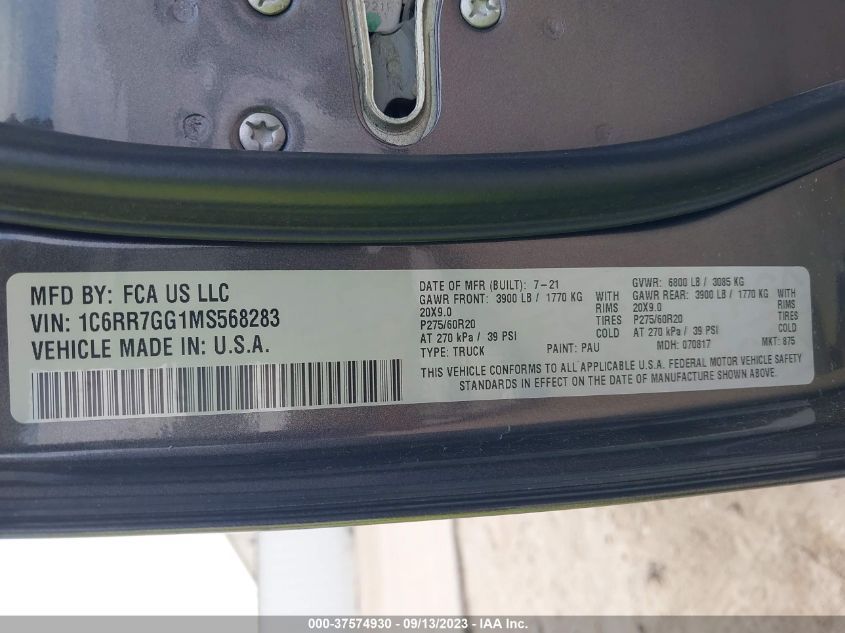 721F
MFD BY: FCA US LLC
VIN: 1C6RR7GG1MS568283
VEHICLE MADE IN: U.S.A.
DATE OF MFR (BUILT): 7-21 GVWR: 6800 LB / 3085 KG
GAWR FRONT: 3900 LB / 1770 KG WITH GAWR REAR: 3900 LB / 1770 KG WITH
20X9.0 RIMS 20X9.0 RIMS
P275/60R20 TIRES P275/60R20 TIRES
AT 270 kPa / 39 PSI COLD AT 270 kPa / 39 PSI COLD
TYPE: TRUCK PAINT: PAU MDH: 070817 MKT: 875
THIS VEHICLE CONFORMS TO ALL APPLICABLE U.S.A. FEDERAL MOTOR VEHICLE SAFETY
STANDARDS IN EFFECT ON THE DATE OF MANUFACTURE SHOWN ABOVE.
000-37574930 - 09/13/2023 - IAA Inc.